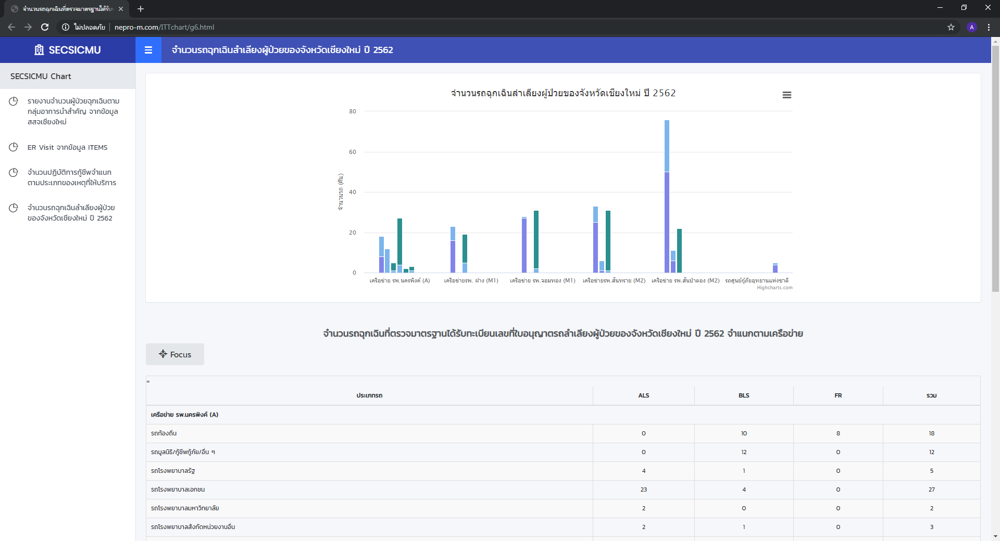 จำนวนรถฉุกเฉินที่ตรวจมาตรฐานได้รับ
ไม่ปลอดภัย
nepro-m.com/ITTchart/g6.html
A
SECSICMU
จำนวนรถฉุกเฉินลำเลียงผู้ป่วยของจังหวัดเชียงใหม่ ปี 2562
SECSICMU Chart
รายงานจำนวนผู้ป่วยฉุกเฉินตาม
กลุ่มอาการนำสำคัญ จากข้อมูล
สสจเชียงใหม่
ER Visit จากข้อมูล ITEMS
จำนวนปฏิบัติการกู้ชีพจำแนก
ตามประเภทของเหตุที่ให้บริการ
จำนวนรถฉุกเฉินลำเลียงผู้ป่วย
ของจังหวัดเชียงใหม่ ปี 2562
จำนวนรถฉุกเฉินลำเลียงผู้ป่วยของจังหวัดเชียงใหม่ ปี 2562
จำนวนรถ (คัน)
80
60
40
20
0
เครือข่าย รพ.นครพิงค์ (A)
เครือข่ายรพ. ฝาง (M1)
เครือข่าย รพ.จอมทอง (M1)
เครือข่ายรพ.สันทราย (M2)
เครือข่าย รพ.สันป่าตอง (M2)
รถศูนย์กู้ภัยอุทยานแห่งชาติ
Highcharts.com
จำนวนรถฉุกเฉินที่ตรวจมาตรฐานได้รับทะเบียนเลขที่ใบอนุญาตรถลำเลียงผู้ป่วยของจังหวัดเชียงใหม่ ปี 2562 จำแนกตามเครือข่าย
Focus
=
ประเภทรถ ALS BLS FR รวม
เครือข่าย รพ.นครพิงค์ (A)
รถท้องถิ่น 0 10 8 18
รถมูลนิธิ/กู้ชีพกู้ภัย/อื่น ๆ 0 12 0 12
รถโรงพยาบาลรัฐ 4 1 0 5
รถโรงพยาบาลเอกชน 23 4 0 27
รถโรงพยาบาลมหาวิทยาลัย 2 0 0 2
รถโรงพยาบาลสังกัดหน่วยงานอื่น 2 1 0 3